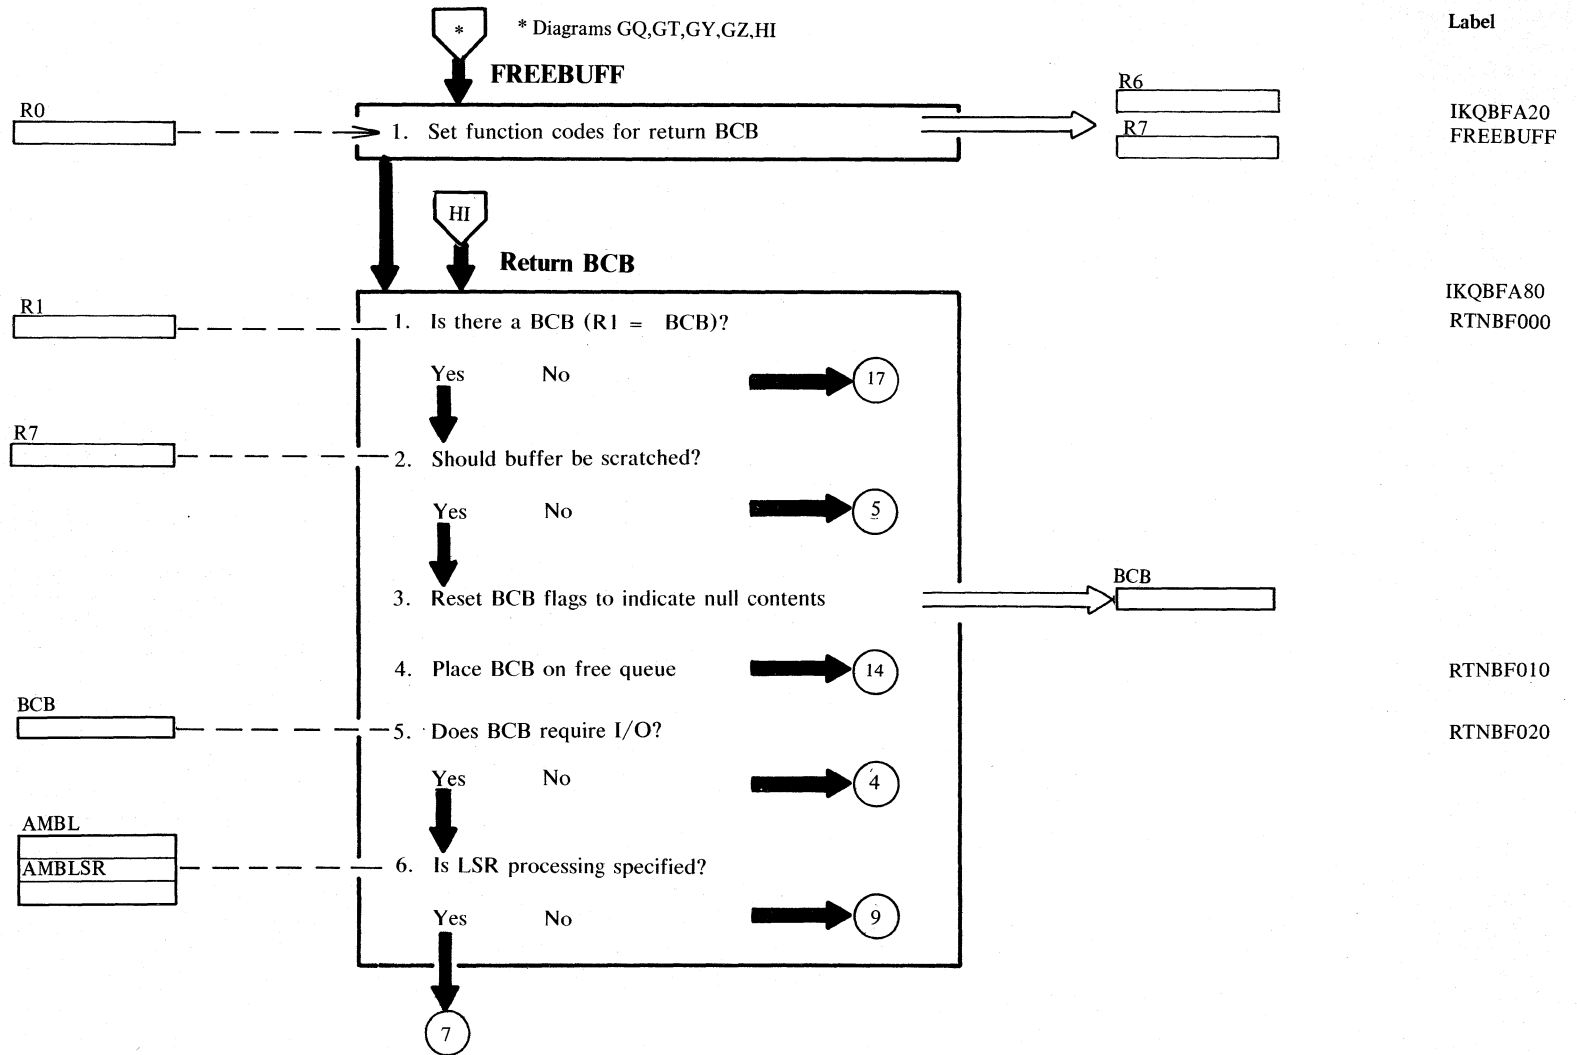 * * Diagrams GQ,GT,GY,GZ,HI Label
FREEBUFF
R0 R6
1. Set function codes for return BCB IKQBFA20
R7 FREEBUFF
HI
Return BCB
IKQBFA80
R1
1. Is there a BCB (R1 = BCB)? RTNBF000
Yes No 17
R7
2. Should buffer be scratched?
Yes No 5
BCB
3. Reset BCB flags to indicate null contents
4. Place BCB on free queue 14 RTNBF010
BCB
5. Does BCB require I/O? RTNBF020
Yes No 4
AMBL
AMBLSR 6. Is LSR processing specified?
Yes No 9
7